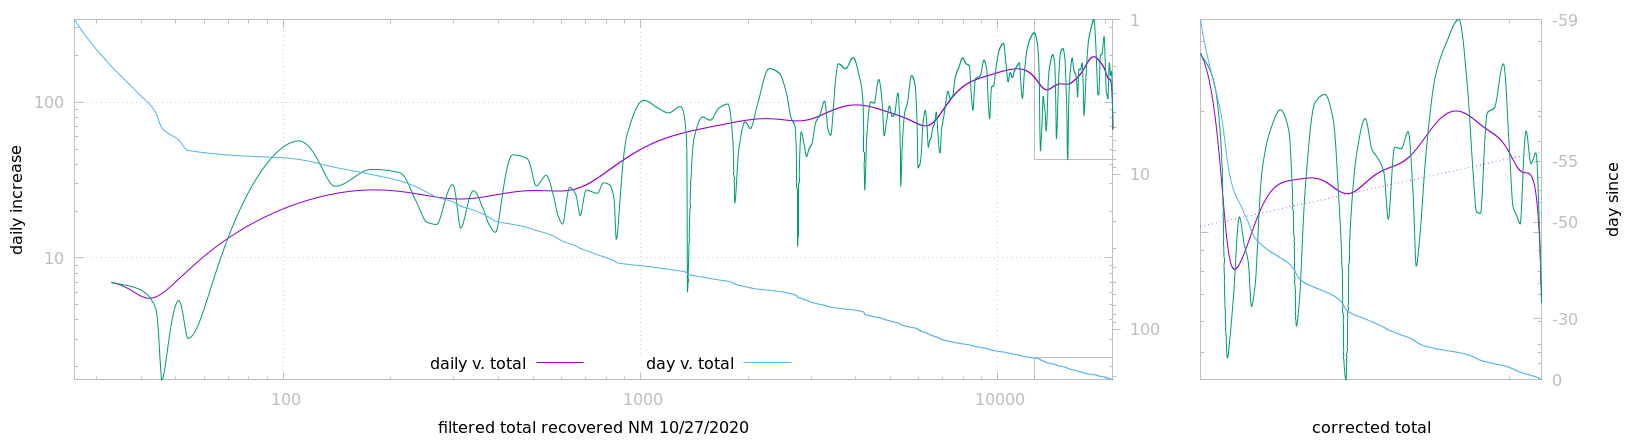 daily increase
100
10
1
10
100
daily v. total
day v. total
100
1000
10000
filtered total recovered NM 10/27/2020
-59
-55
-50
-30
0
day since
corrected total